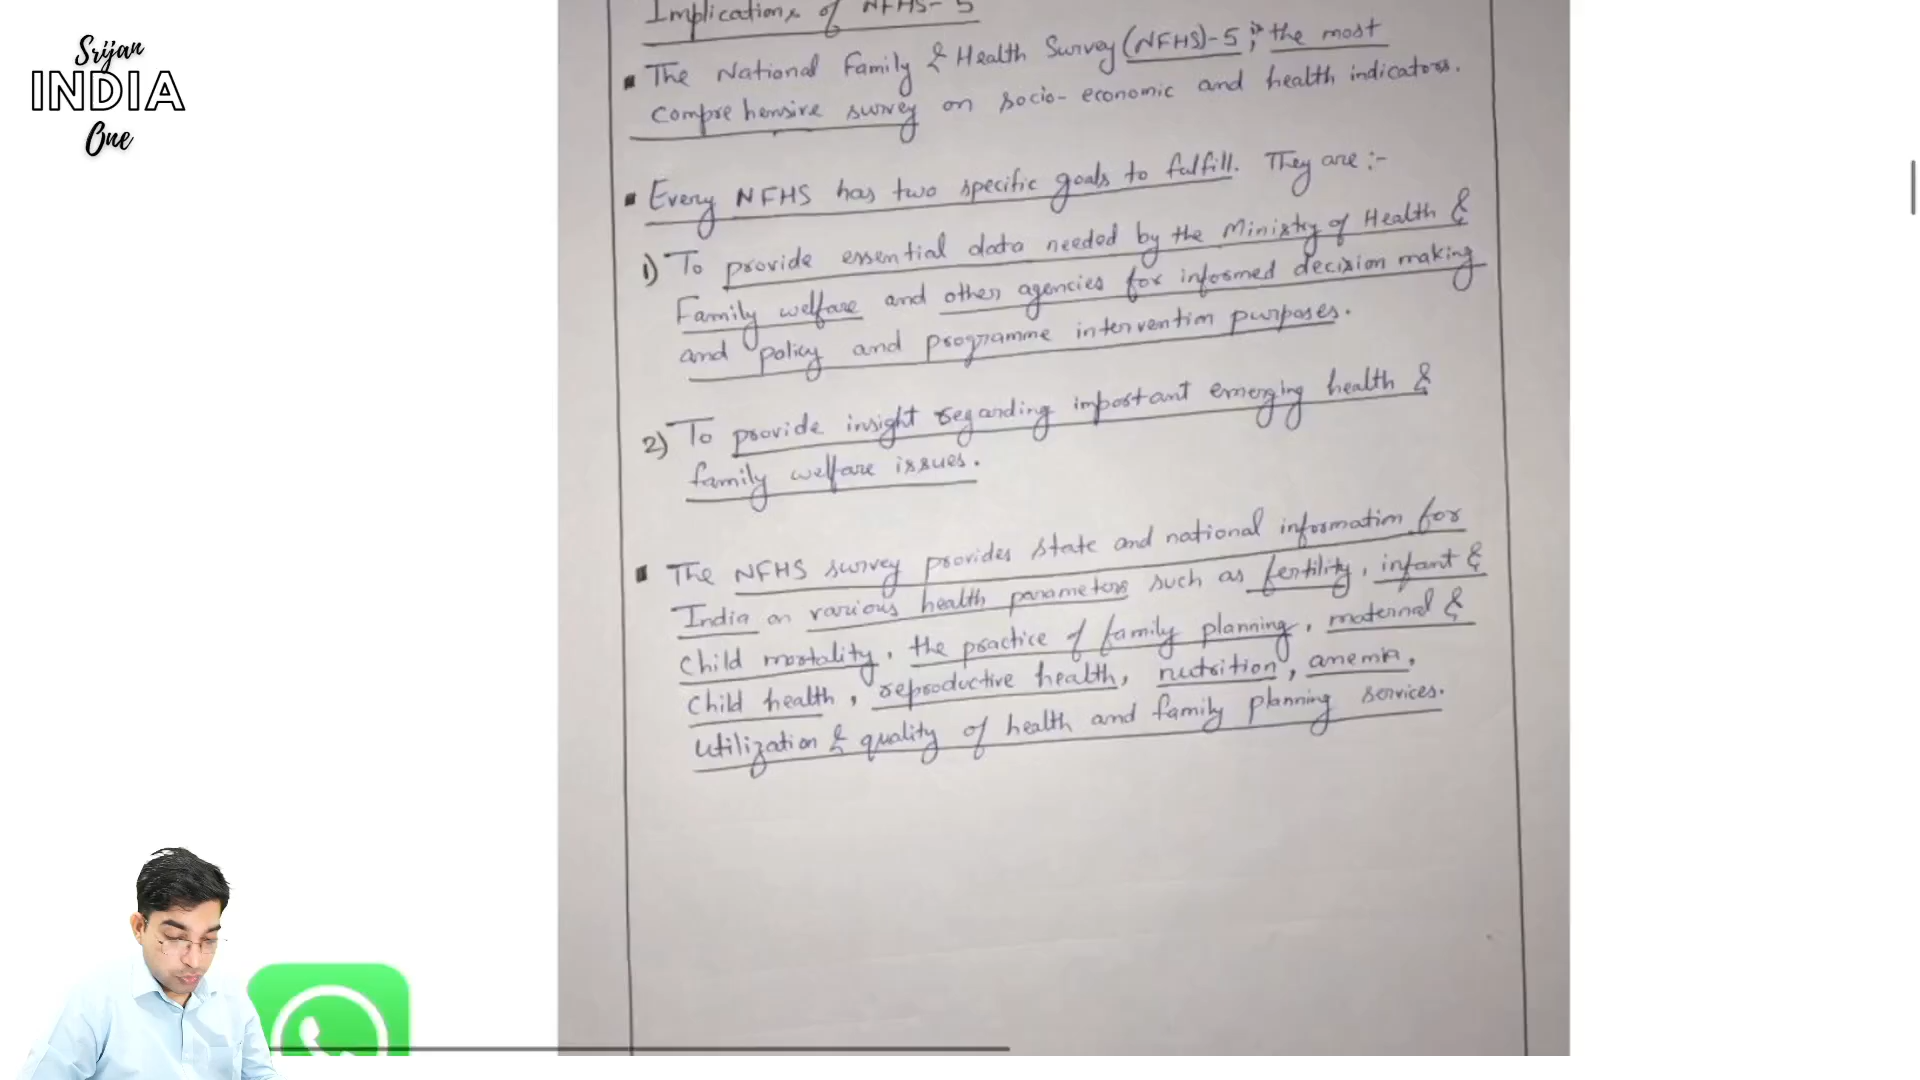 Srijan
INDIA
One
Implications of NFHS-5
▪ The National Family & Health Survey (NFHS)-5, is the most
comprehensive survey on socio-economic and health indicators.
▪ Every NFHS has two specific goals to fulfill. They are :-
1) To provide essential data needed by the Ministry of Health &
Family welfare and other agencies for informed decision making
and policy and programme intervention purposes.
2) To provide insight regarding important emerging health &
family welfare issues.
▪ The NFHS survey provides state and national information for
India on various health parameters such as fertility, infant &
child mortality, the practice of family planning, maternal &
child health, reproductive health, nutrition, anemia,
utilization & quality of health and family planning services.